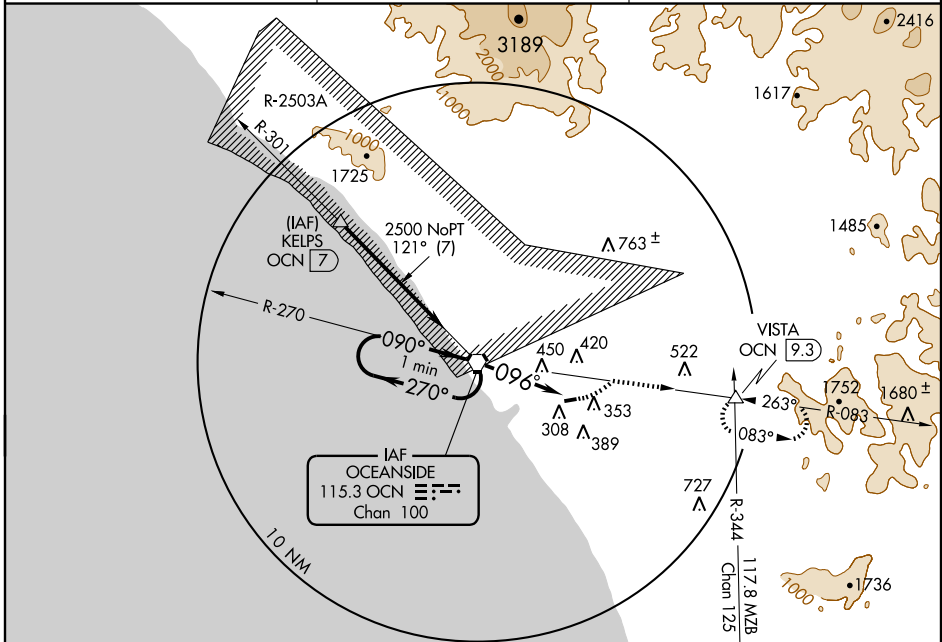 2416
3189
2000
1000
1617
R-2503A
R-301
1000
1725
1485
(IAF)
KELPS
OCN 7
2500 NoPT
121° (7)
763 ±
R-270
090°
1 min
270°
096°
450
420
522
VISTA
OCN 9.3
1752
1680 ±
263°
R-083
083°
308
353
389
IAF
OCEANSIDE
115.3 OCN
Chan 100
727
R-344
117.8 MZB
Chan 125
10 NM
1000
1736